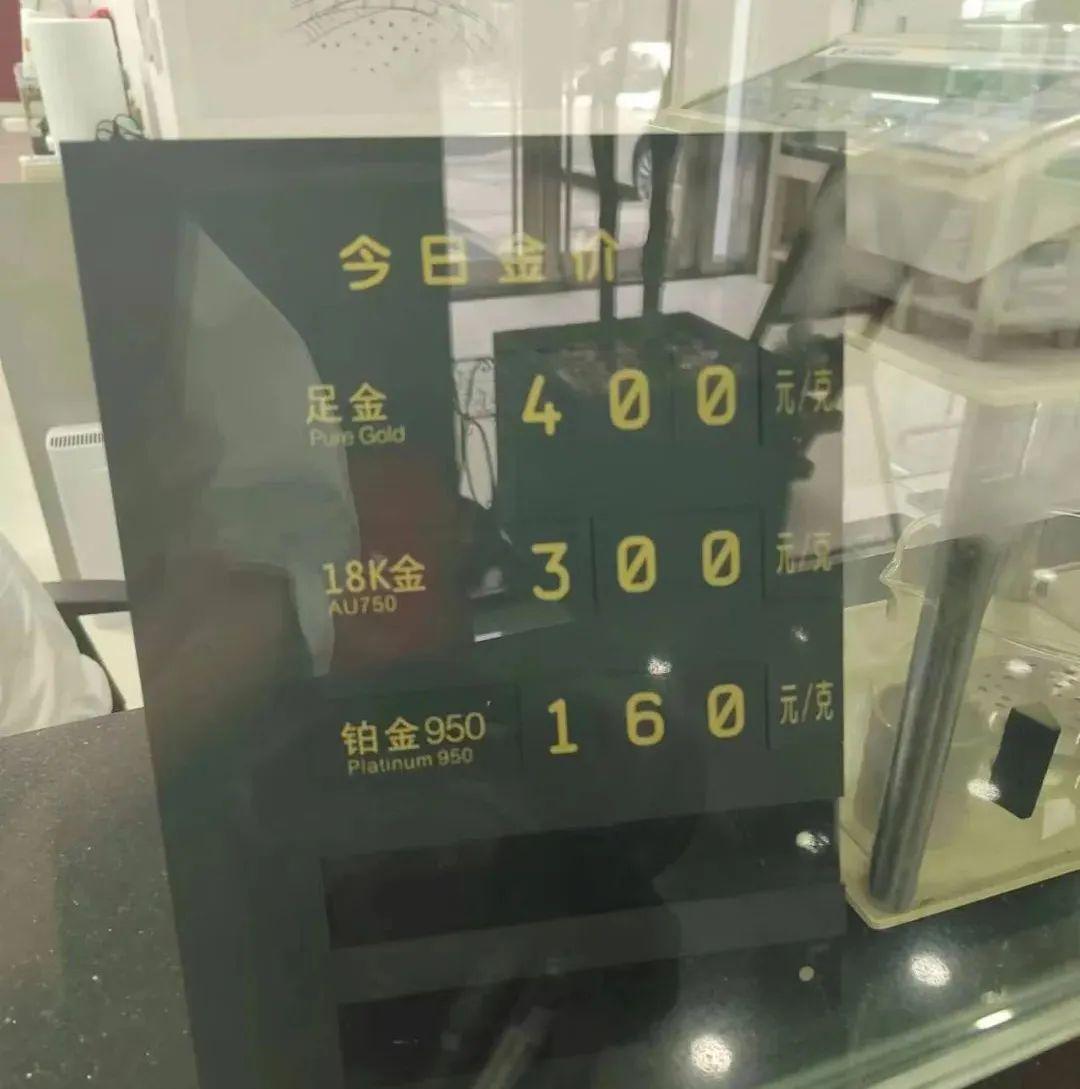 今日金价
足金 400 元/克
Pure Gold
18K金 300 元/克
AU750
铂金950 160 元/克
Platinum 950